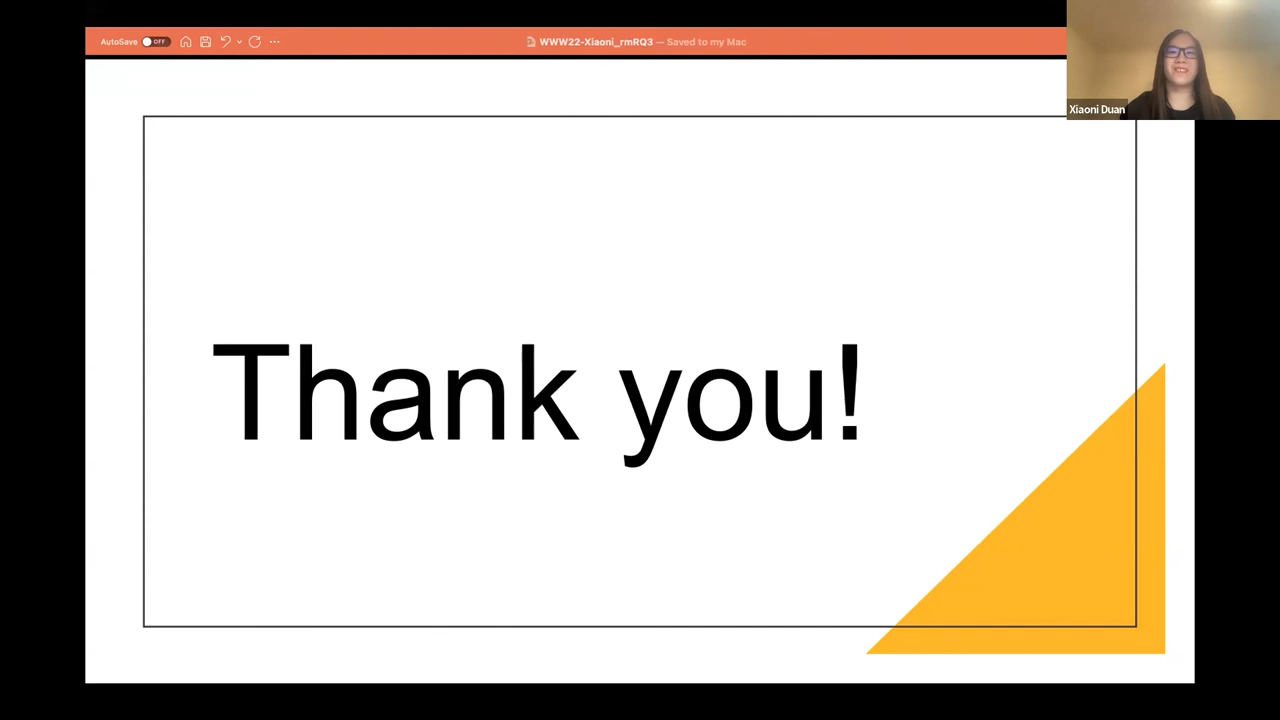 AutoSave OFF
WWW22-Xiaoni_rmRQ3 — Saved to my Mac
Xiaoni Duan
Thank you!